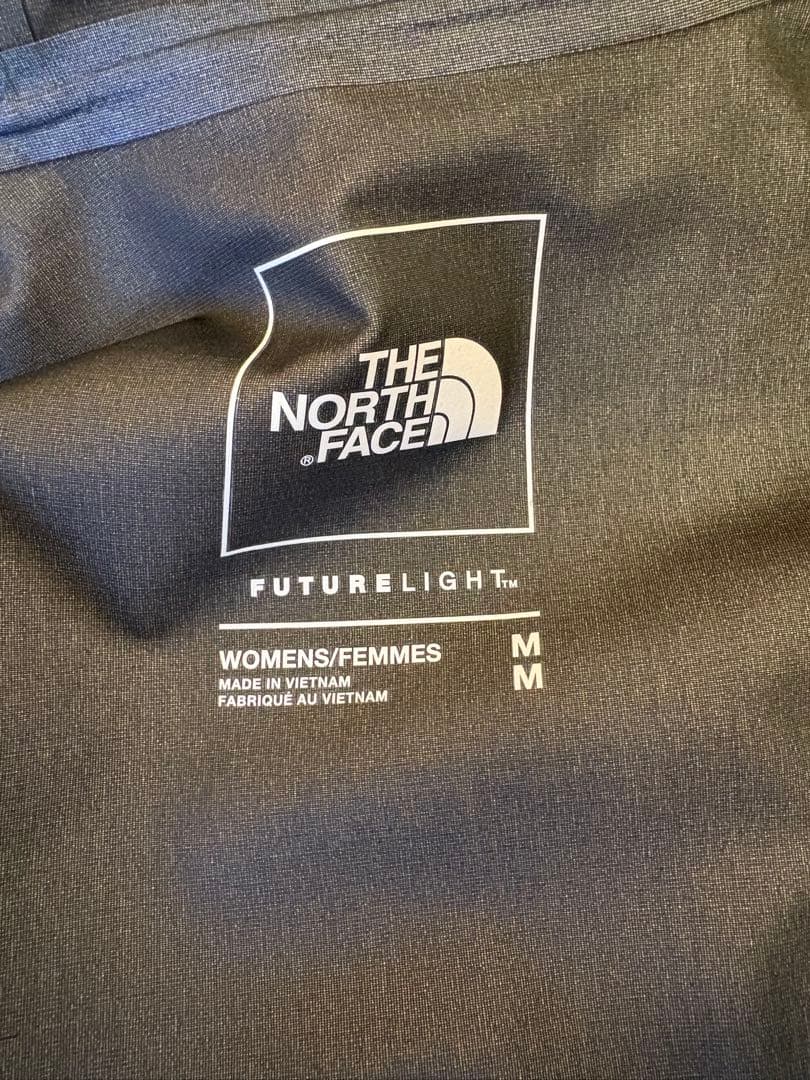 THE
NORTH
® FACE
FUTURELIGHT™
WOMENS/FEMMES M
MADE IN VIETNAM M
FABRIQUÉ AU VIETNAM